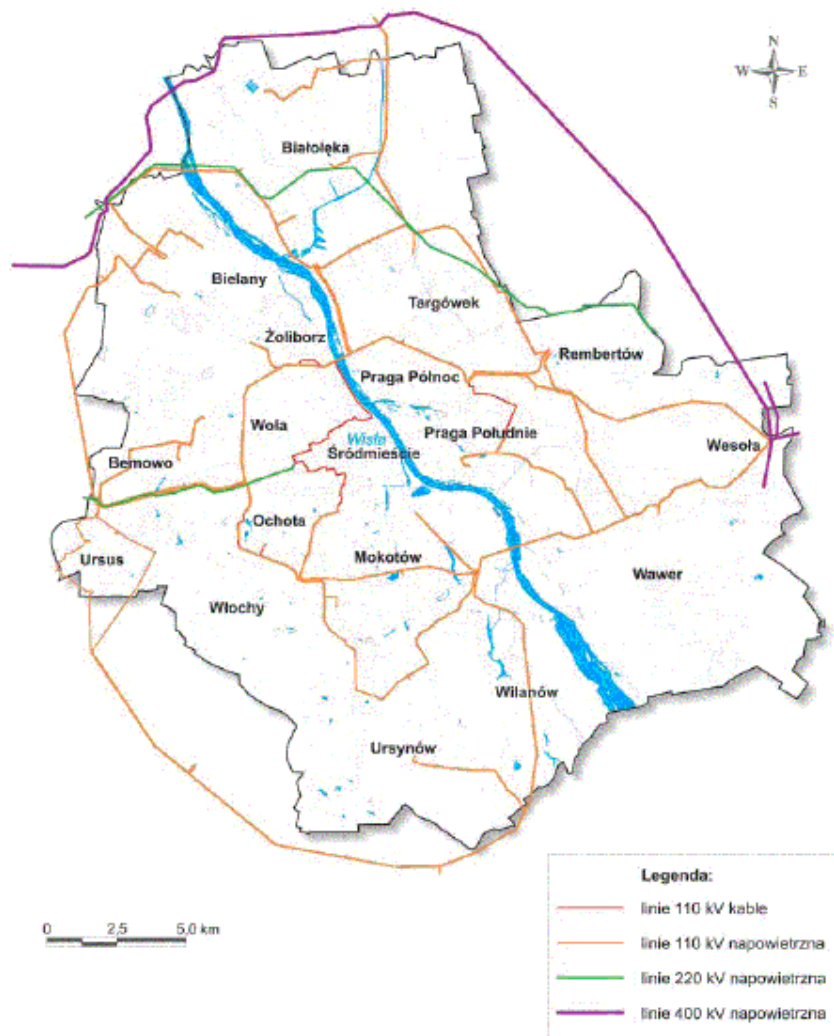 N
W E
S
Białołęka
Bielany
Targówek
Żoliborz
Rembertów
Praga Północ
Wola
Praga Południe
Wisła
Wesoła
Śródmieście
Bemowo
Ochota
Ursus
Mokotów
Wawer
Włochy
Wilanów
Ursynów
Legenda:
linie 110 kV kable
linie 110 kV napowietrzna
linie 220 kV napowietrzna
linie 400 kV napowietrzna
0 2,5 5,0 km